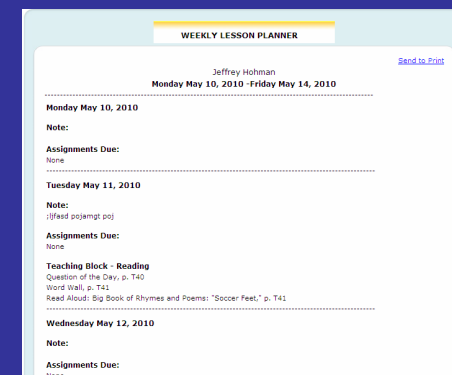 WEEKLY LESSON PLANNER
Send to Print
Jeffrey Hohman
Monday May 10, 2010 -Friday May 14, 2010
Monday May 10, 2010
Note:
Assignments Due:
None
Tuesday May 11, 2010
Note:
;ljfasd pojamgt poj
Assignments Due:
None
Teaching Block - Reading
Question of the Day, p. T40
Word Wall, p. T41
Read Aloud: Big Book of Rhymes and Poems: "Soccer Feet," p. T41
Wednesday May 12, 2010
Note:
Assignments Due:
None